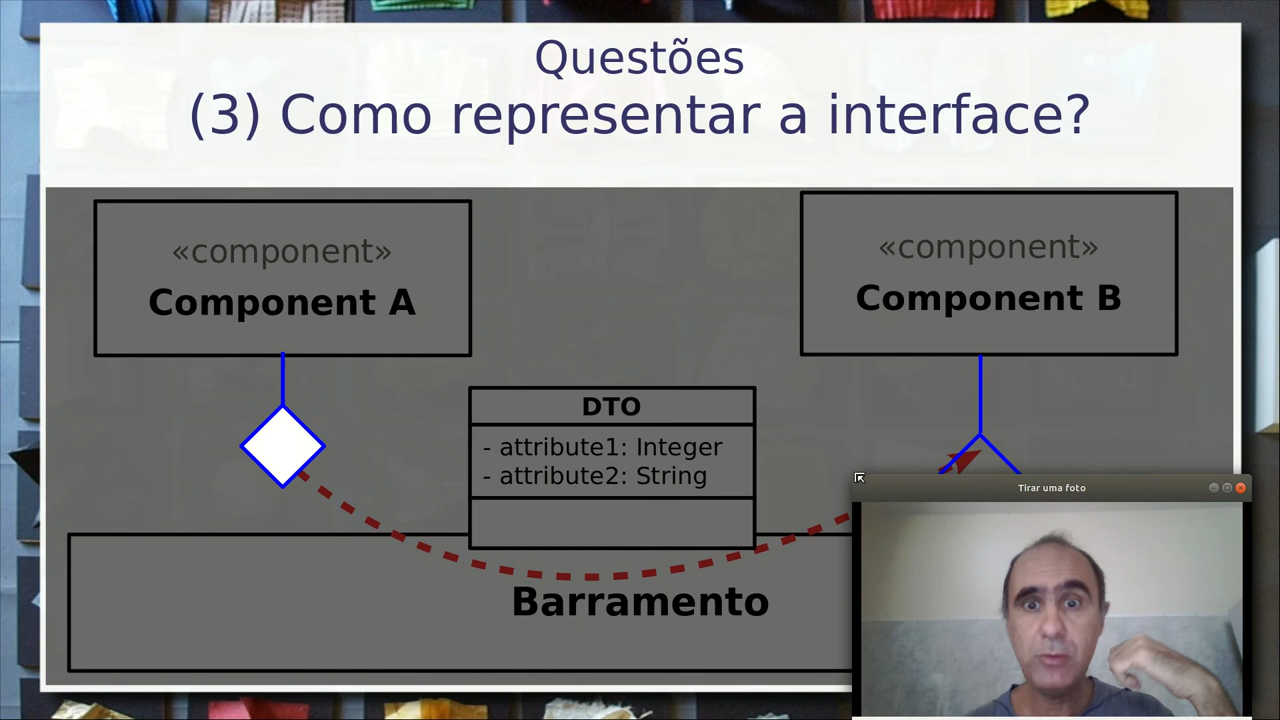 Questões
(3) Como representar a interface?
«component»
Component A
«component»
Component B
DTO
- attribute1: Integer
- attribute2: String
Barramento
Tirar uma foto